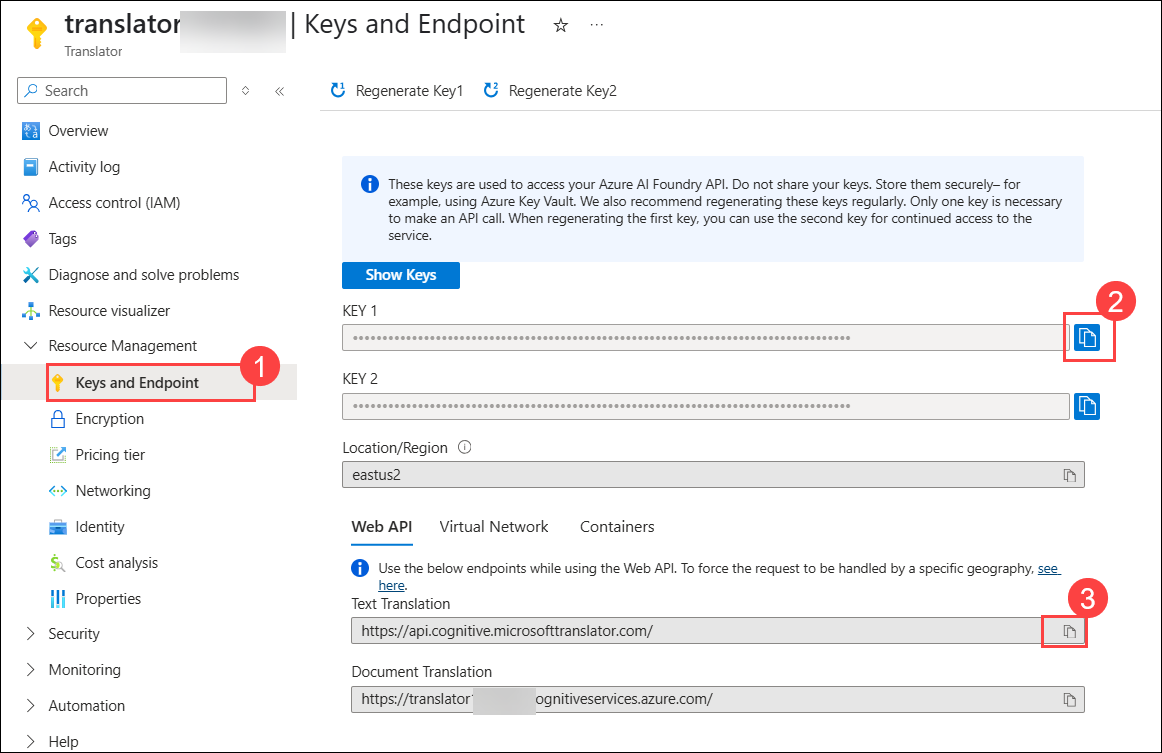 translator | Keys and Endpoint
Translator
Search
Regenerate Key1
Regenerate Key2
Overview
Activity log
Access control (IAM)
Tags
Diagnose and solve problems
Resource visualizer
Resource Management
Keys and Endpoint
1
Encryption
Pricing tier
Networking
Identity
Cost analysis
Properties
Security
Monitoring
Automation
Help
These keys are used to access your Azure AI Foundry API. Do not share your keys. Store them securely– for
example, using Azure Key Vault. We also recommend regenerating these keys regularly. Only one key is necessary
to make an API call. When regenerating the first key, you can use the second key for continued access to the
service.
Show Keys
KEY 1
2
KEY 2
Location/Region
eastus2
Web API
Virtual Network
Containers
Use the below endpoints while using the Web API. To force the request to be handled by a specific geography, see
here.
Text Translation
3
https://api.cognitive.microsofttranslator.com/
Document Translation
https://translator ognitiveservices.azure.com/